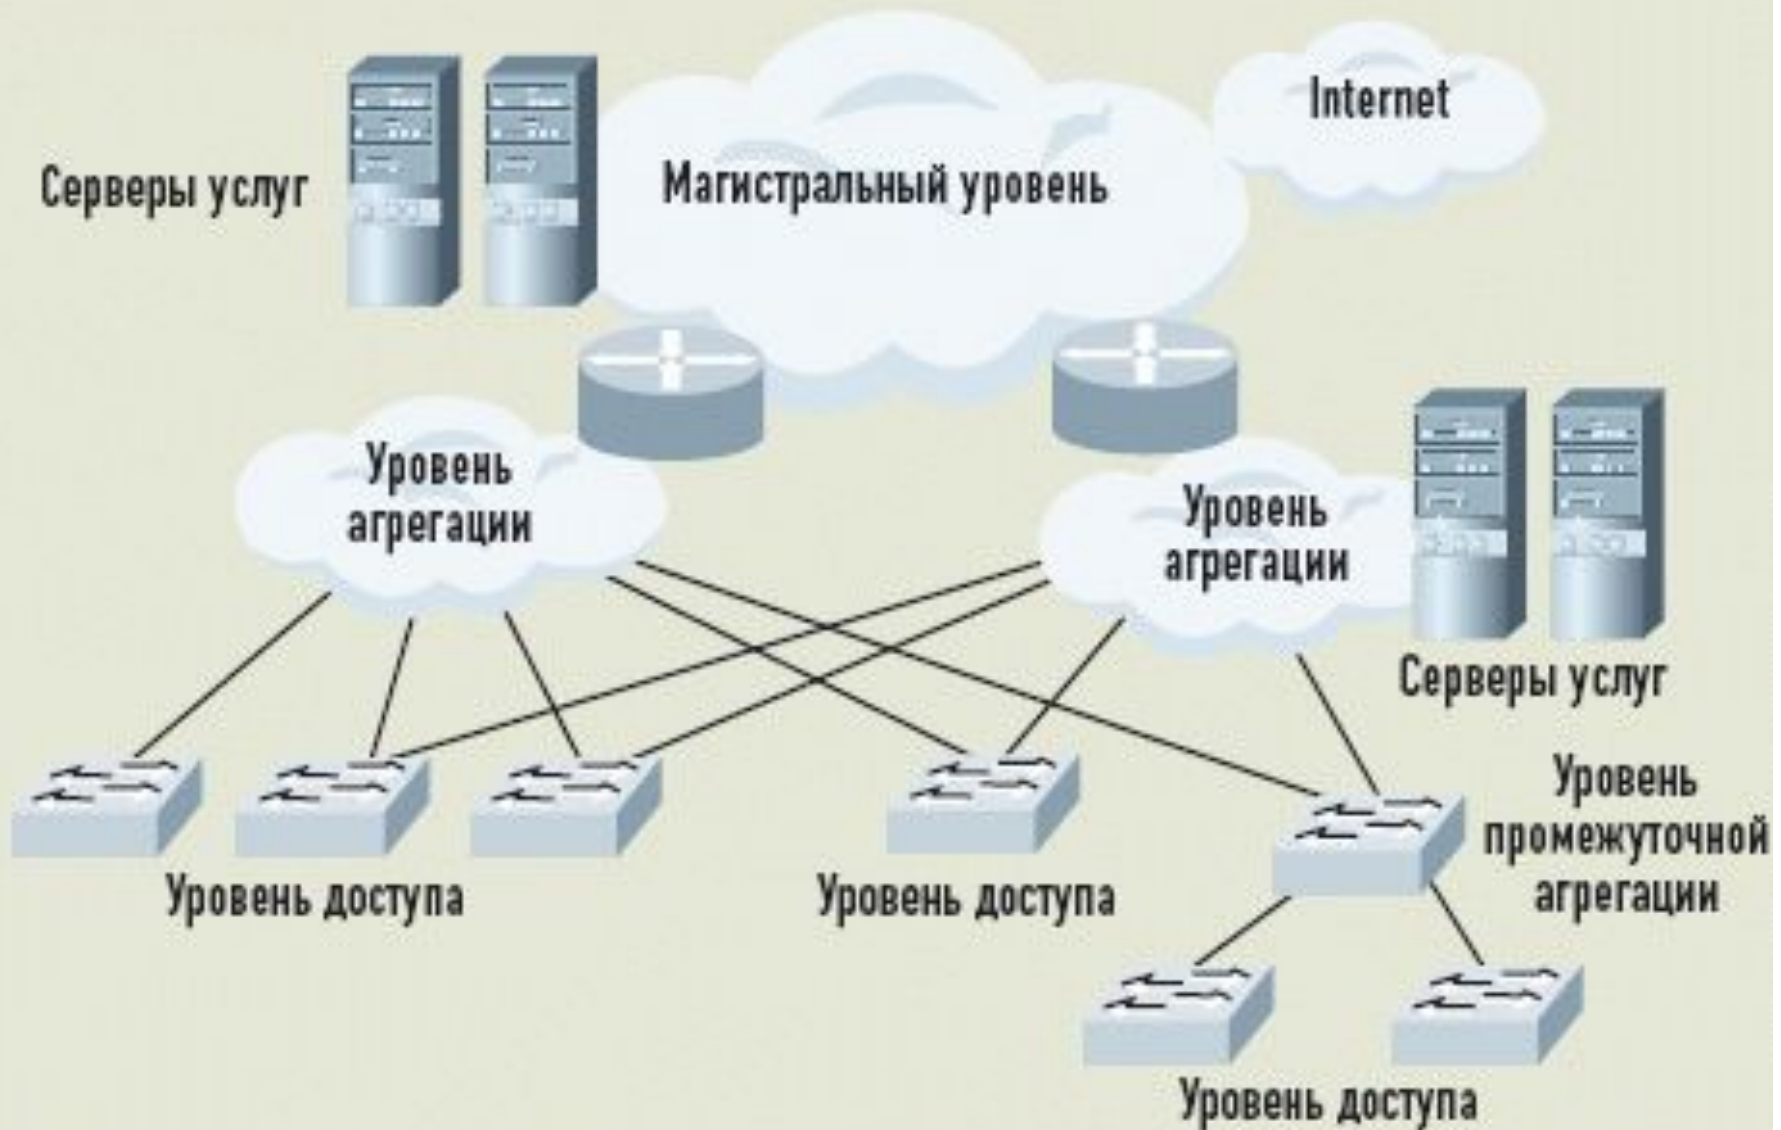 Internet
Серверы услуг
Магистральный уровень
Уровень
агрегации
Уровень
агрегации
Серверы услуг
Уровень
промежуточной
агрегации
Уровень доступа
Уровень доступа
Уровень доступа